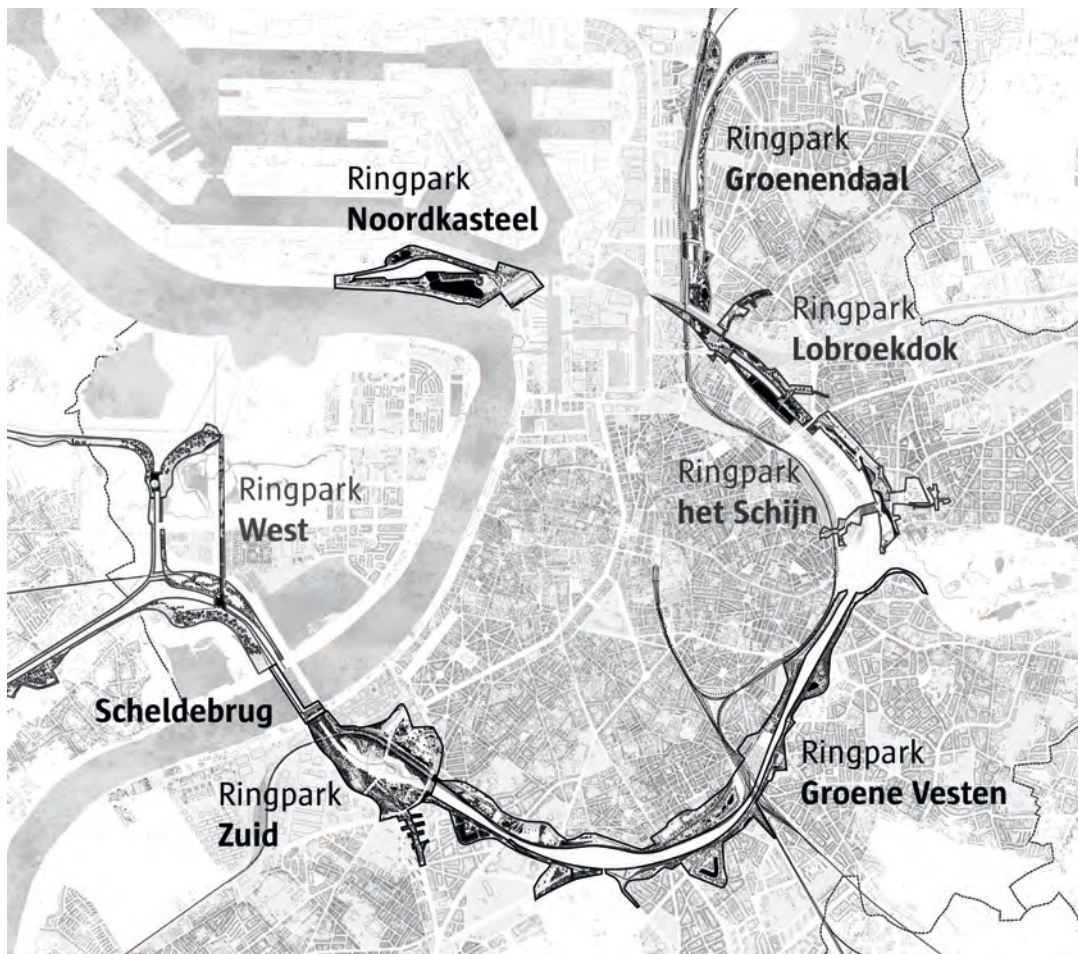 Ringpark
Groenendaal
Ringpark
Noordkasteel
Ringpark
Lobroekdok
Ringpark
het Schijn
Ringpark
West
Scheldebrug
Ringpark
Groene Vesten
Ringpark
Zuid